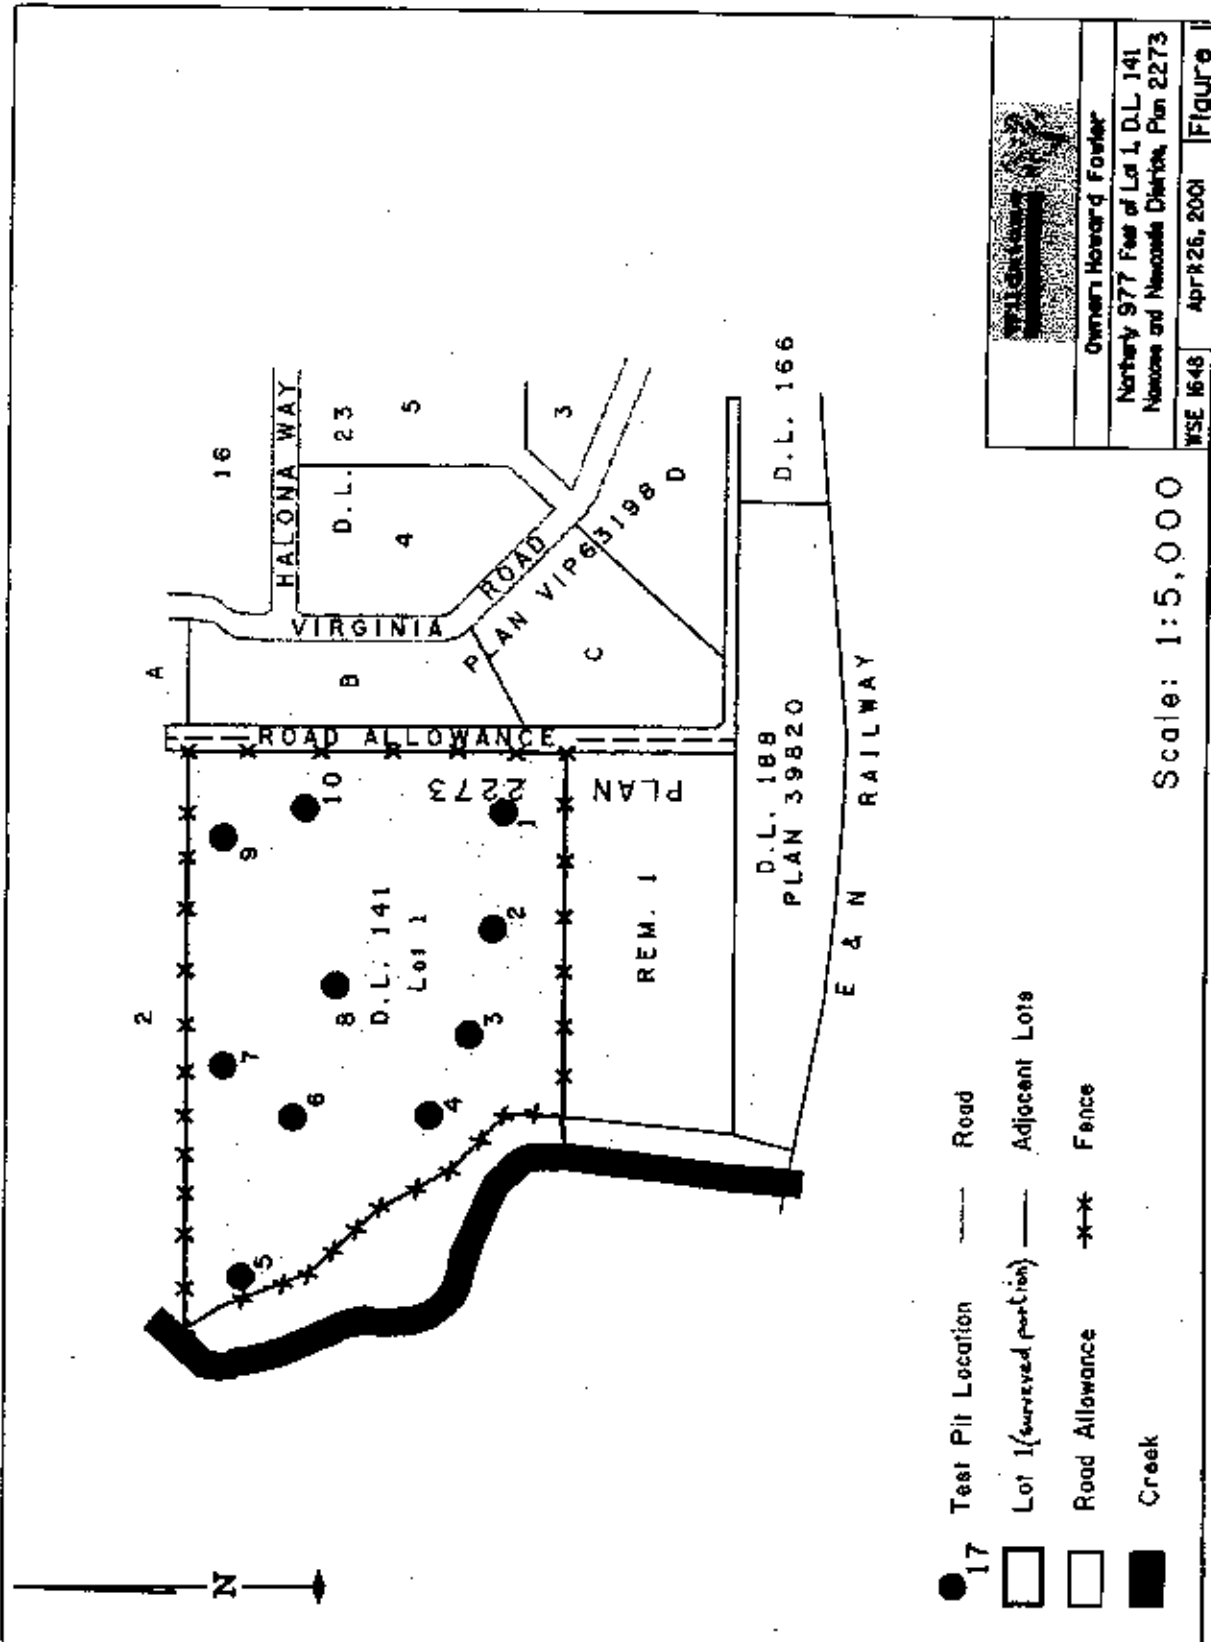 N
2
A
16
HALONA WAY
D.L. 23
4
5
3
VIRGINIA
ROAD
PLAN VIP63198
B
C
D
ROAD ALLOWANCE
9
10
7
8
6
5
4
3
2
1
D.L. 141
Lot 1
PLAN 2273
REM. 1
D.L. 188
PLAN 39820
D.L. 166
E & N RAILWAY
17 Test Pit Location
Road
Lot 1 (surveyed portion)
Adjacent Lots
Road Allowance
Fence
Creek
Scale: 1:5,000
Owner: Howard Fowler
Northerly 977 Feet of Lot 1, D.L. 141
Nanoose and Newcastle Districts, Plan 2273
WSE 1648
April 26, 2001
Figure 1